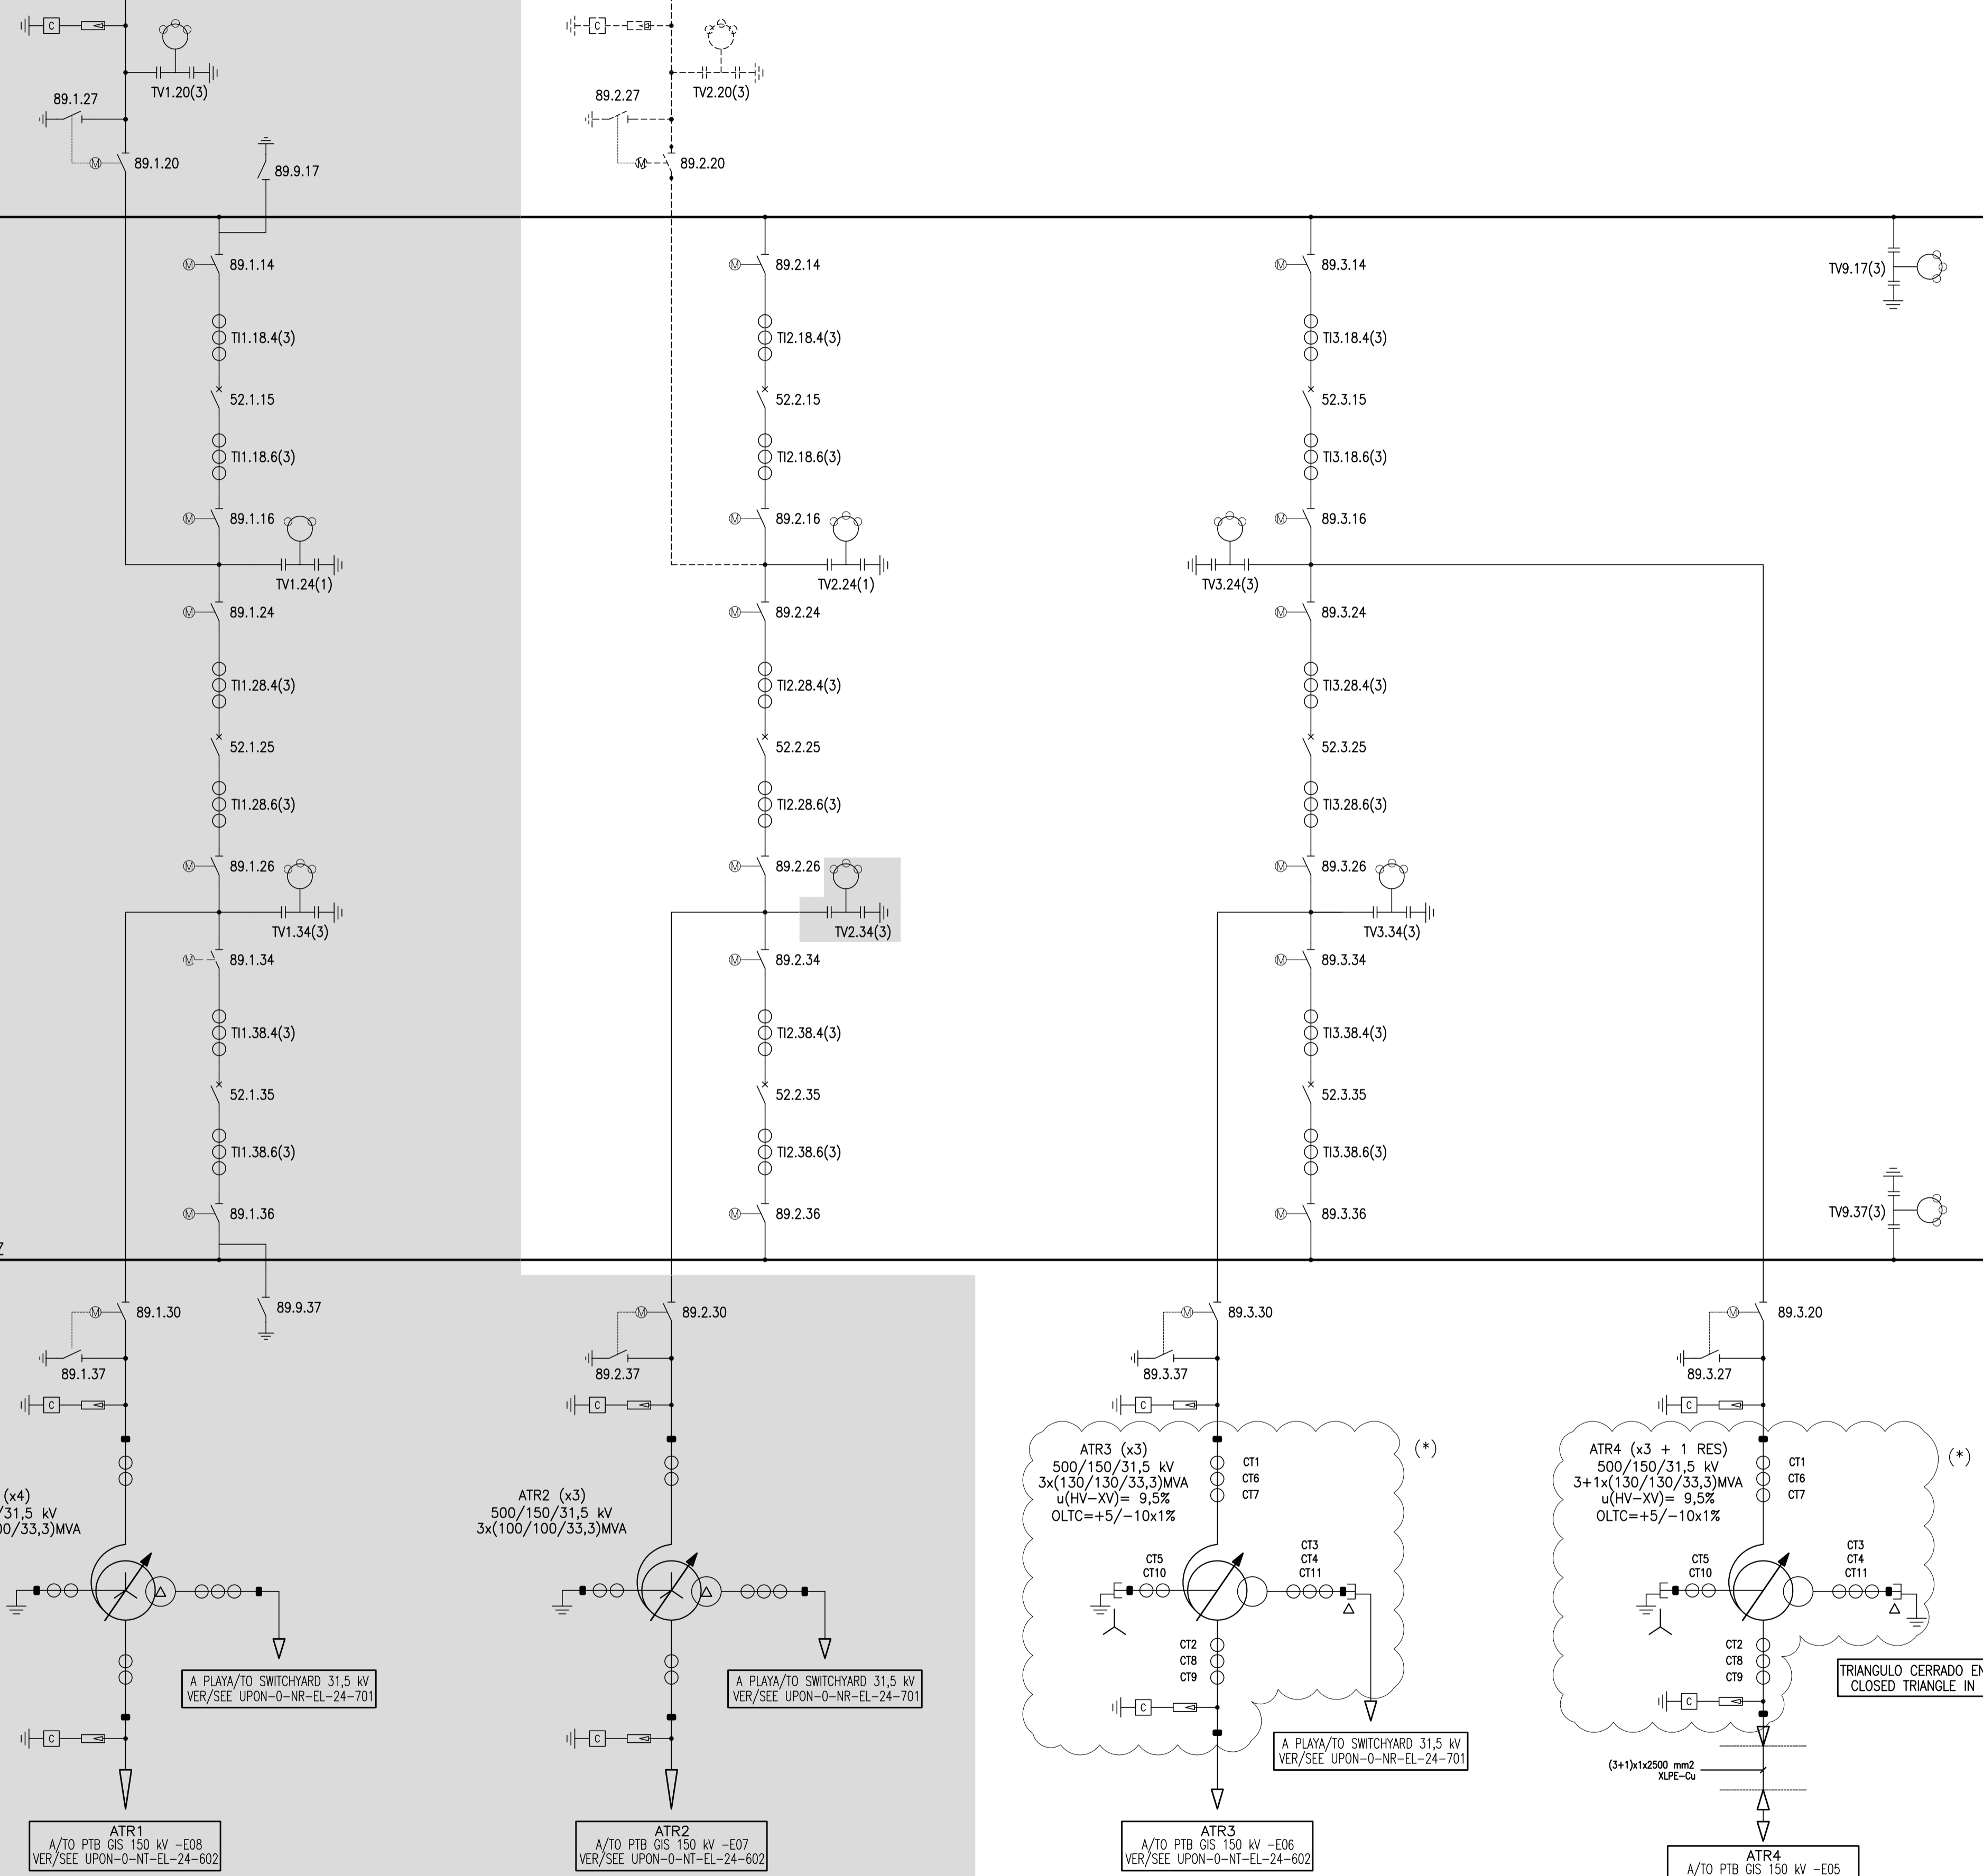 C
TV1.20(3)
89.1.27
M
89.1.20
89.9.17
C
TV2.20(3)
89.2.27
M
89.2.20
M
89.1.14
TI1.18.4(3)
52.1.15
TI1.18.6(3)
M
89.1.16
TV1.24(1)
M
89.1.24
TI1.28.4(3)
52.1.25
TI1.28.6(3)
M
89.1.26
TV1.34(3)
M
89.1.34
TI1.38.4(3)
52.1.35
TI1.38.6(3)
M
89.1.36
M
89.2.14
TI2.18.4(3)
52.2.15
TI2.18.6(3)
M
89.2.16
TV2.24(1)
M
89.2.24
TI2.28.4(3)
52.2.25
TI2.28.6(3)
M
89.2.26
TV2.34(3)
M
89.2.34
TI2.38.4(3)
52.2.35
TI2.38.6(3)
M
89.2.36
M
89.3.14
TI3.18.4(3)
52.3.15
TI3.18.6(3)
M
89.3.16
TV3.24(3)
M
89.3.24
TI3.28.4(3)
52.3.25
TI3.28.6(3)
M
89.3.26
TV3.34(3)
M
89.3.34
TI3.38.4(3)
52.3.35
TI3.38.6(3)
M
89.3.36
TV9.17(3)
TV9.37(3)
M
89.1.30
89.9.37
89.1.37
C
(x4)
/31,5 kV
00/33,3)MVA
A PLAYA/TO SWITCHYARD 31,5 kV
VER/SEE UPON-0-NR-EL-24-701
C
ATR1
A/TO PTB GIS 150 kV -E08
VER/SEE UPON-0-NT-EL-24-602
M
89.2.30
89.2.37
C
ATR2 (x3)
500/150/31,5 kV
3x(100/100/33,3)MVA
A PLAYA/TO SWITCHYARD 31,5 kV
VER/SEE UPON-0-NR-EL-24-701
C
ATR2
A/TO PTB GIS 150 kV -E07
VER/SEE UPON-0-NT-EL-24-602
M
89.3.30
89.3.37
C
(*)
ATR3 (x3)
500/150/31,5 kV
3x(130/130/33,3)MVA
u(HV-XV)= 9,5%
OLTC=+5/-10x1%
CT1
CT6
CT7
CT5
CT10
CT3
CT4
CT11
CT2
CT8
CT9
C
A PLAYA/TO SWITCHYARD 31,5 kV
VER/SEE UPON-0-NR-EL-24-701
ATR3
A/TO PTB GIS 150 kV -E06
VER/SEE UPON-0-NT-EL-24-602
M
89.3.20
89.3.27
C
(*)
ATR4 (x3 + 1 RES)
500/150/31,5 kV
3+1x(130/130/33,3)MVA
u(HV-XV)= 9,5%
OLTC=+5/-10x1%
CT1
CT6
CT7
CT5
CT10
CT3
CT4
CT11
CT2
CT8
CT9
TRIANGULO CERRADO EN
CLOSED TRIANGLE IN
C
(3+1)x1x2500 mm2
XLPE-Cu
ATR4
A/TO PTB GIS 150 kV -E05